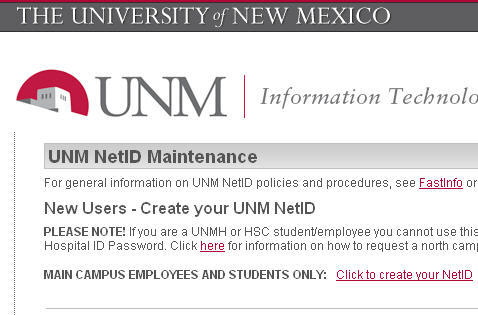 THE UNIVERSITY of NEW MEXICO
UNM Information Technolo
UNM NetID Maintenance
For general information on UNM NetID policies and procedures, see FastInfo or
New Users - Create your UNM NetID
PLEASE NOTE! If you are a UNMH or HSC student/employee you cannot use this
Hospital ID Password. Click here for information on how to request a north camp
MAIN CAMPUS EMPLOYEES AND STUDENTS ONLY: Click to create your NetID